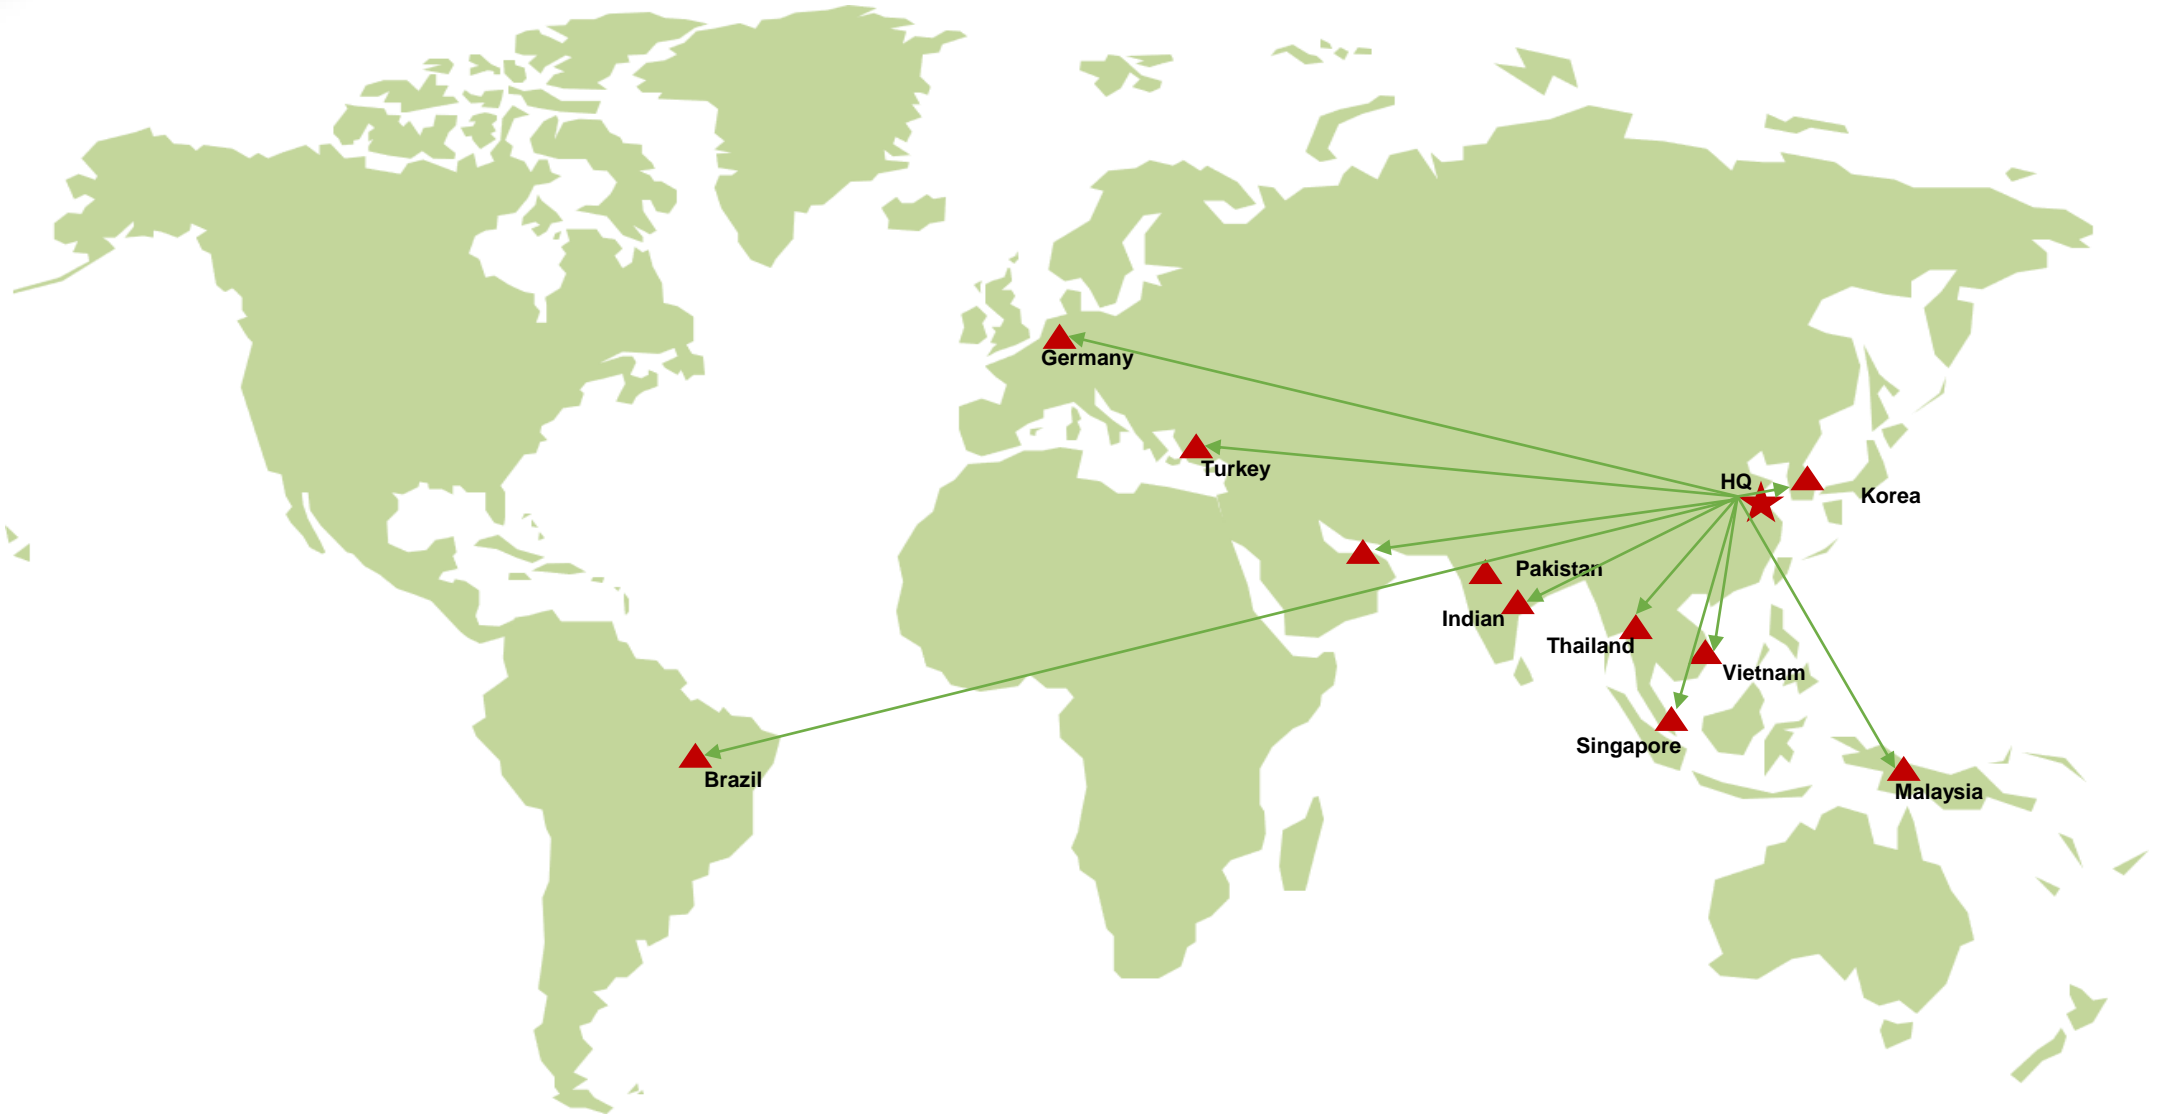 Germany
Turkey
HQ
Korea
Pakistan
Indian
Thailand
Vietnam
Singapore
Brazil
Malaysia